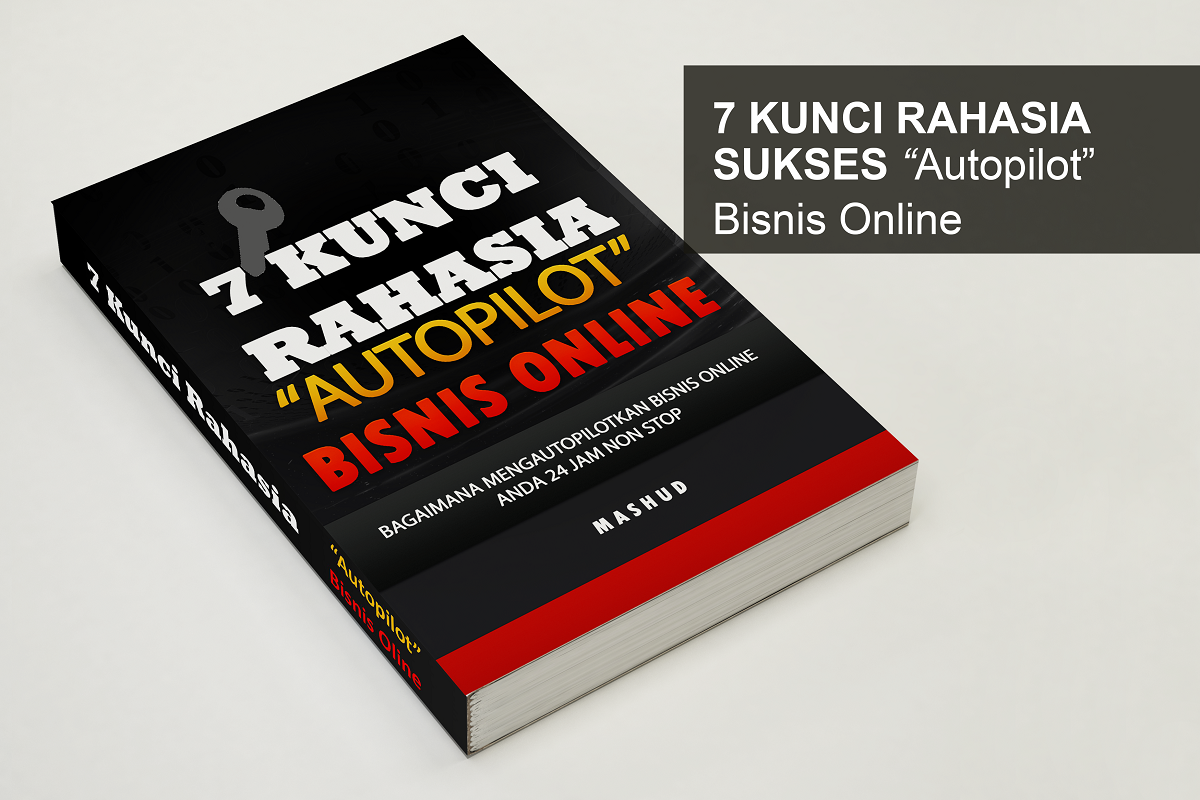 7 KUNCI
RAHASIA
“AUTOPILOT”
BISNIS ONLINE
BAGAIMANA MENGAUTOPILOTKAN BISNIS ONLINE
ANDA 24 JAM NON STOP
MASHUD
7 Kunci Rahasia
“Autopilot”
Bisnis Oline
7 KUNCI RAHASIA
SUKSES “Autopilot”
Bisnis Online